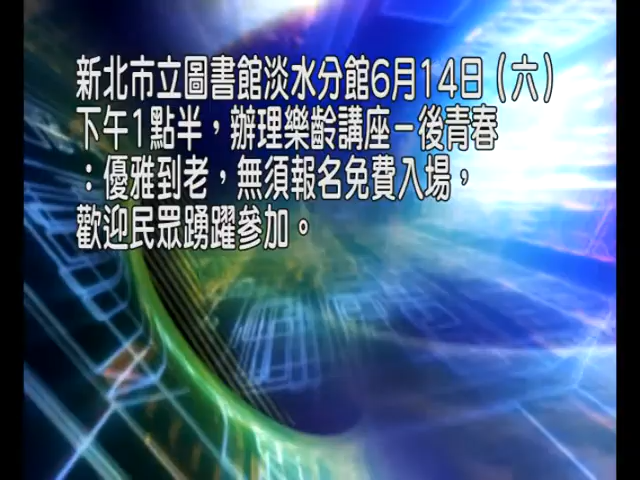 新北市立圖書館淡水分館6月14日（六）
下午1點半，辦理樂齡講座－後青春
：優雅到老，無須報名免費入場，
歡迎民眾踴躍參加。